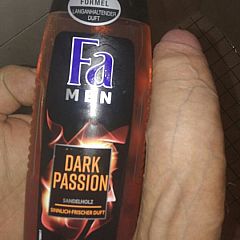 FORMEL
LANGANHALTENDER
DUFT
Fa
MEN
DARK
PASSION
SANDELHOLZ
SINNLICH-FRISCHER DUFT